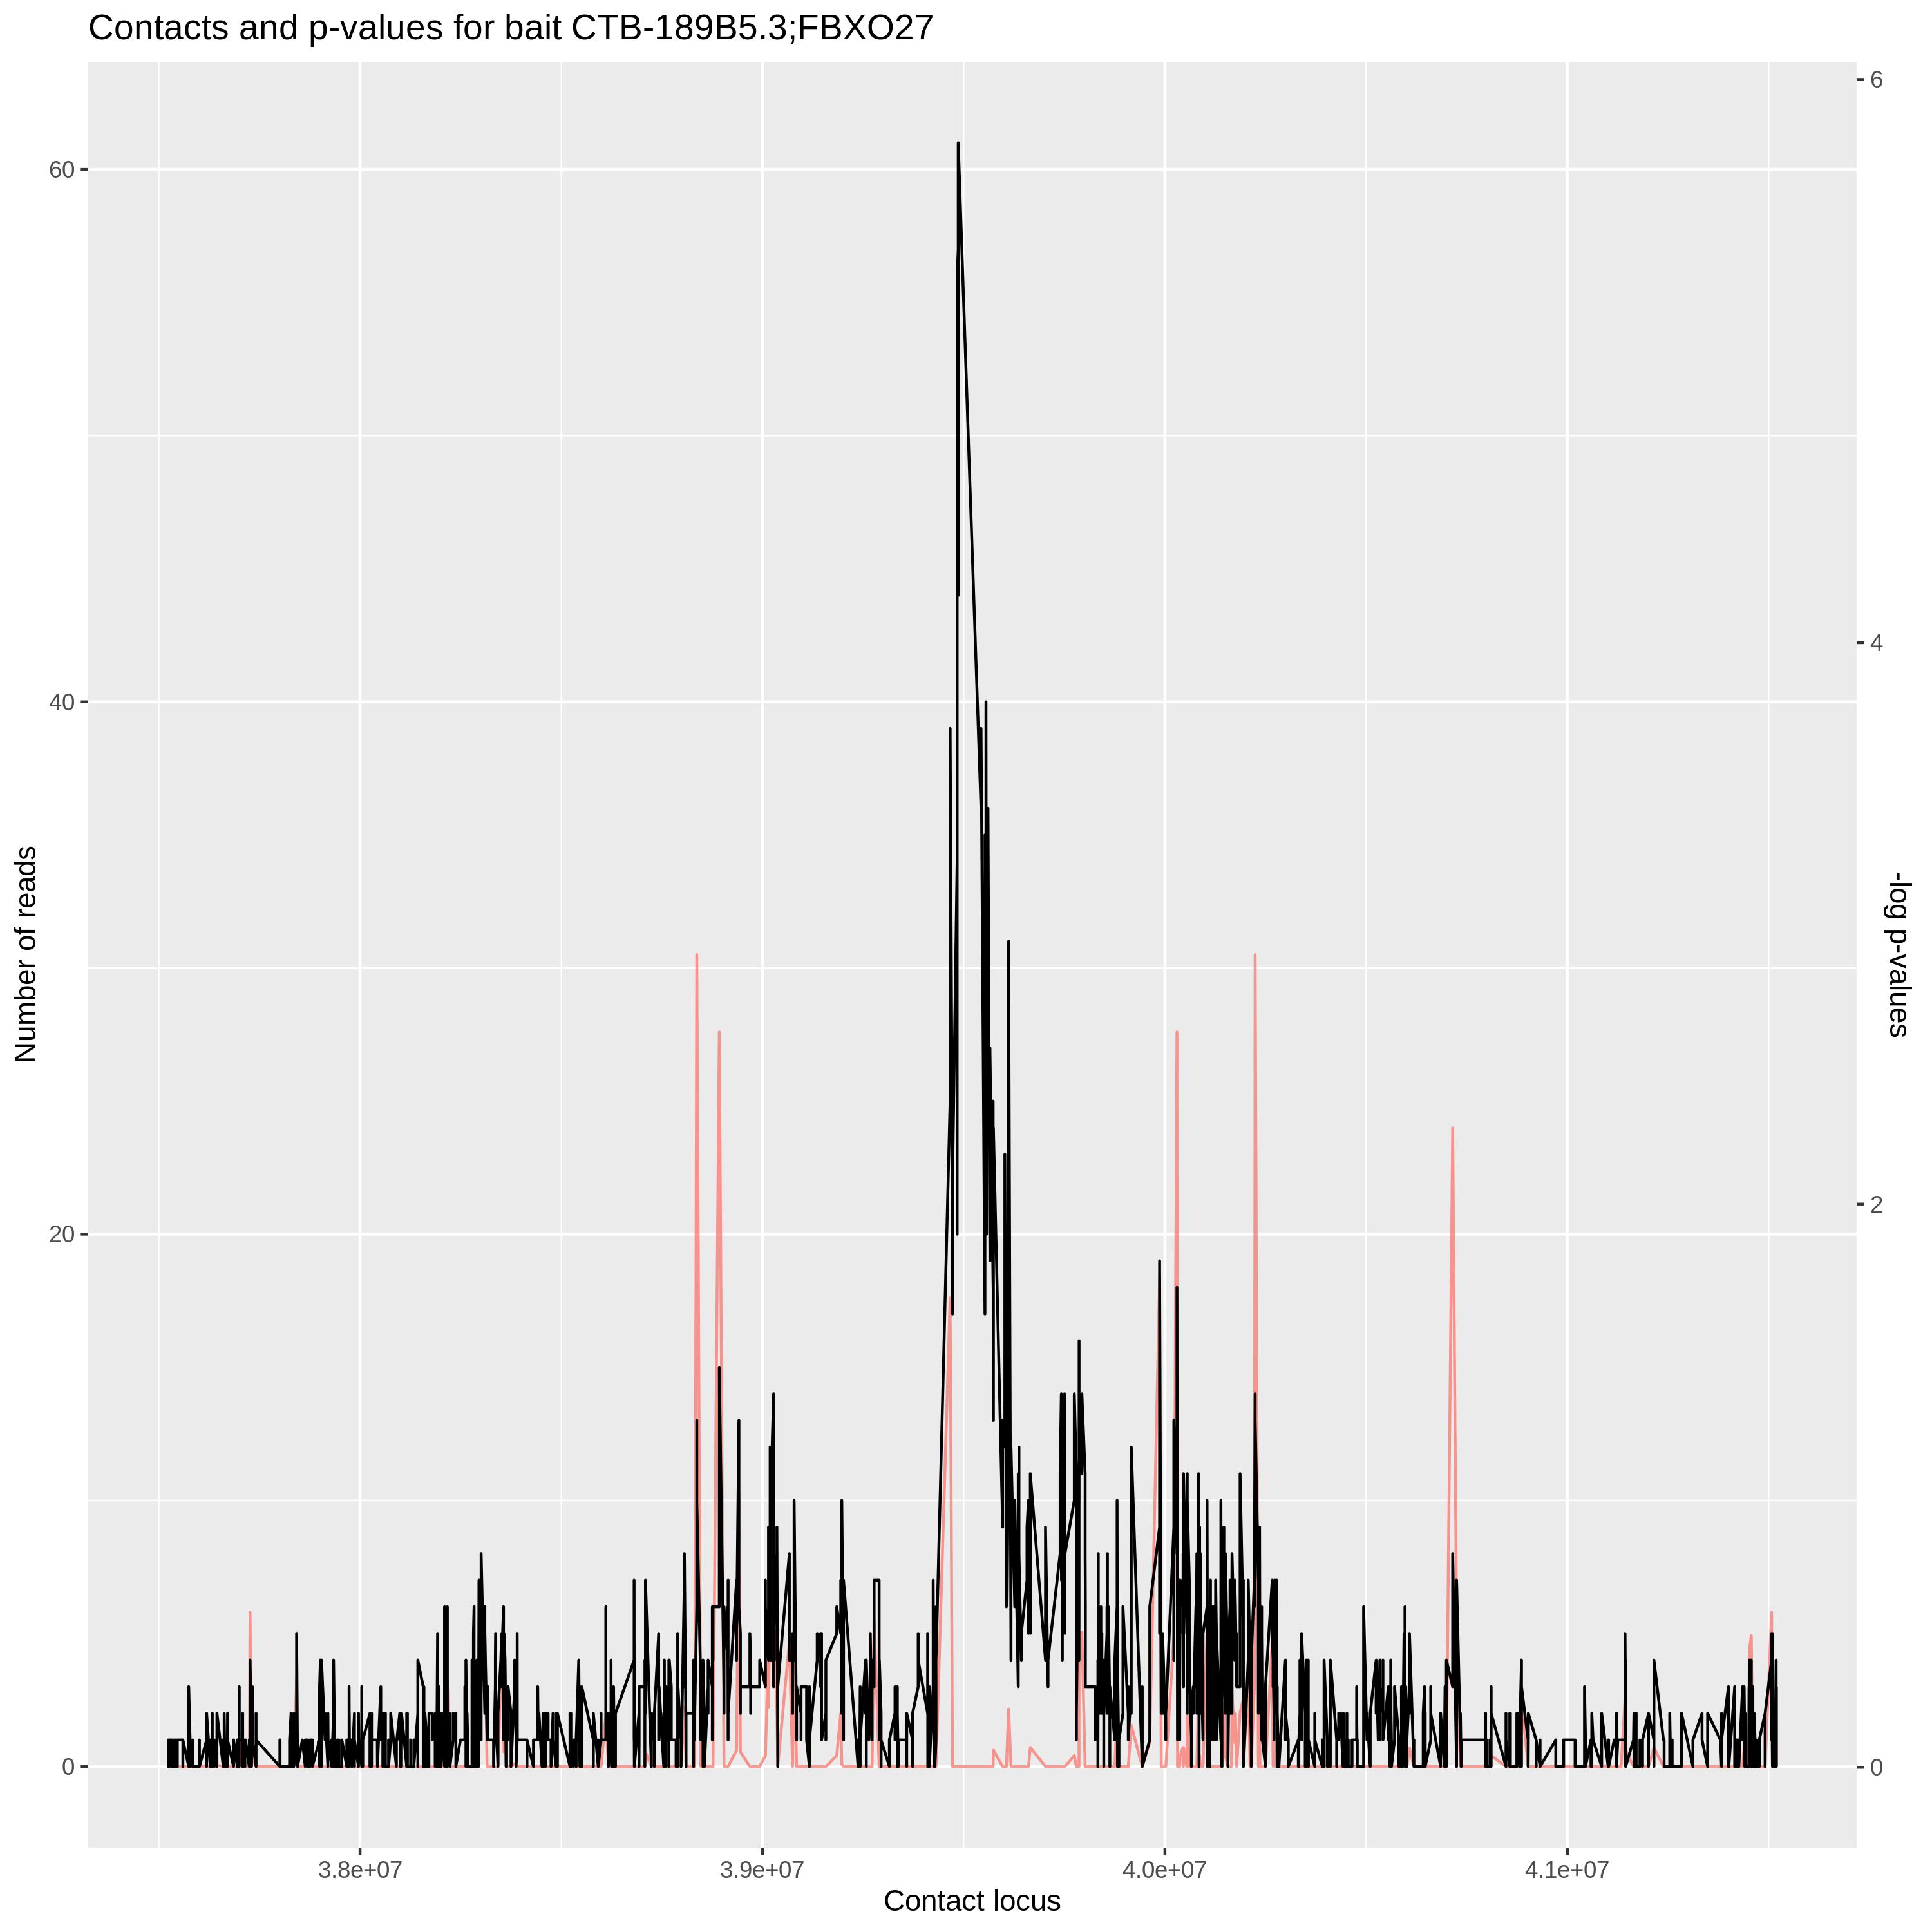 Contacts and p-values for bait CTB-189B5.3;FBXO27
60
40
20
0
6
4
2
0
Number of reads
-log p-values
3.8e+07 3.9e+07 4.0e+07 4.1e+07
Contact locus